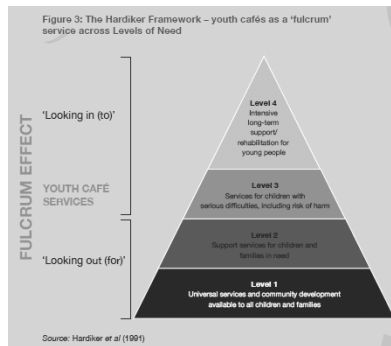 Figure 3: The Hardiker Framework – youth cafés as a 'fulcrum'
service across Levels of Need
FULCRUM EFFECT
'Looking in (to)'
YOUTH CAFÉ
SERVICES
'Looking out (for)'
Level 4
Intensive
long-term
support/
rehabilitation for
young people
Level 3
Services for children with
serious difficulties, including risk of harm
Level 2
Support services for children and
families in need
Level 1
Universal services and community development
available to all children and families
Source: Hardiker et al (1991)